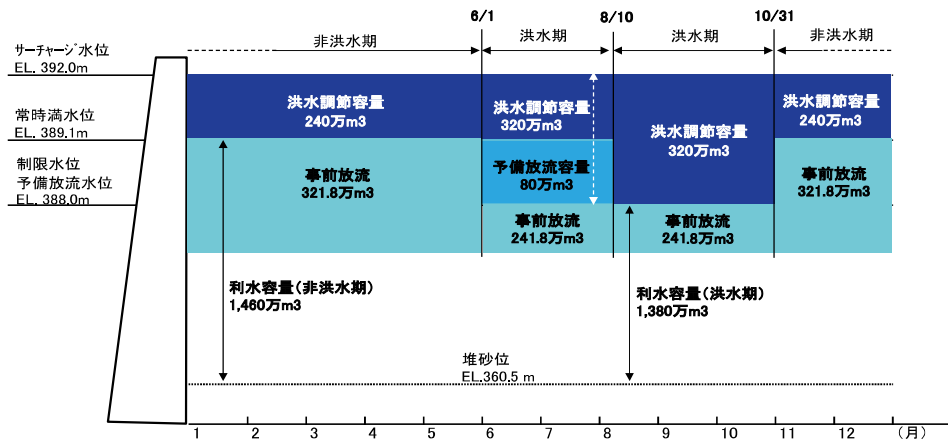 6/1
8/10
10/31
非洪水期
洪水期
洪水期
非洪水期
サーチャージ水位
EL. 392.0m
常時満水位
EL. 389.1m
制限水位
予備放流水位
EL. 388.0m
洪水調節容量
240万m3
洪水調節容量
320万m3
洪水調節容量
320万m3
洪水調節容量
240万m3
事前放流
321.8万m3
予備放流容量
80万m3
事前放流
321.8万m3
事前放流
241.8万m3
事前放流
241.8万m3
利水容量(非洪水期)
1,460万m3
利水容量(洪水期)
1,380万m3
堆砂位
EL.360.5 m
1 2 3 4 5 6 7 8 9 10 11 12 (月)